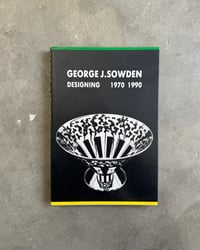 GEORGE J. SOWDEN
DESIGNING 1970 1990